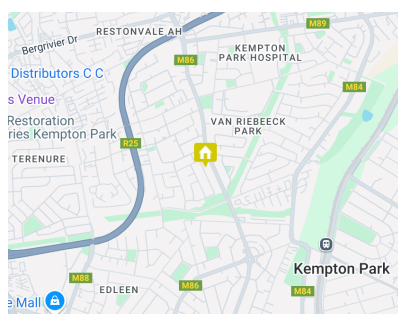 M89
RESTONVALE AH
Bergrivier Dr
KEMPTON
PARK HOSPITAL
M86
Distributors C C
M84
s Venue
Restoration
ries Kempton Park
VAN RIEBEECK
PARK
R25
TERENURE
Kempton Park
M88
EDLEEN
M86
M84
e Mall